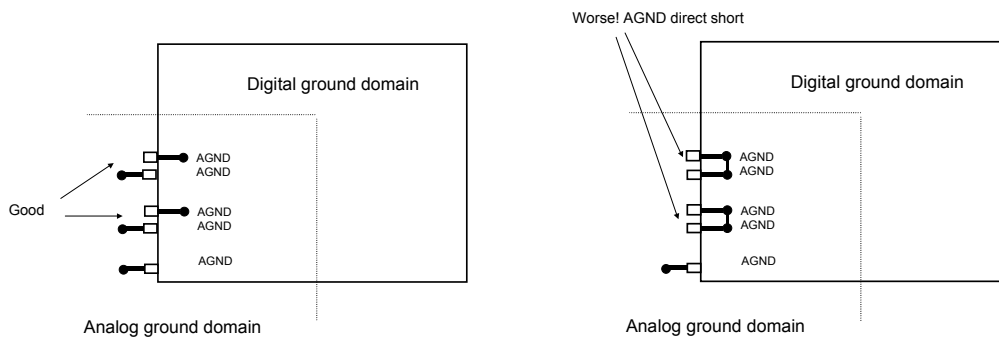 Digital ground domain
AGND
AGND
Good
AGND
AGND
AGND
Analog ground domain
Worse! AGND direct short
Digital ground domain
AGND
AGND
AGND
AGND
AGND
Analog ground domain